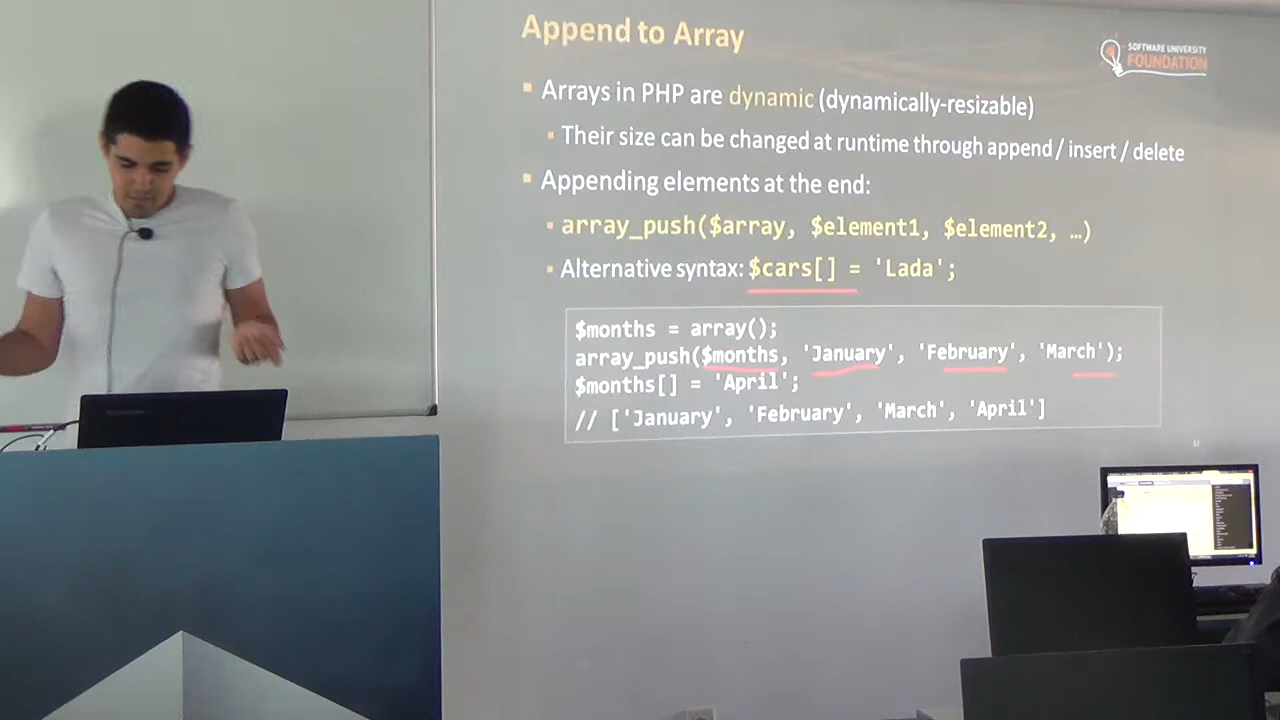 Append to Array
SOFTWARE UNIVERSITY
FOUNDATION
Arrays in PHP are dynamic (dynamically-resizable)
Their size can be changed at runtime through append / insert / delete
Appending elements at the end:
array_push($array, $element1, $element2, …)
Alternative syntax: $cars[] = 'Lada';
$months = array();
array_push($months, 'January', 'February', 'March');
$months[] = 'April';
// ['January', 'February', 'March', 'April']